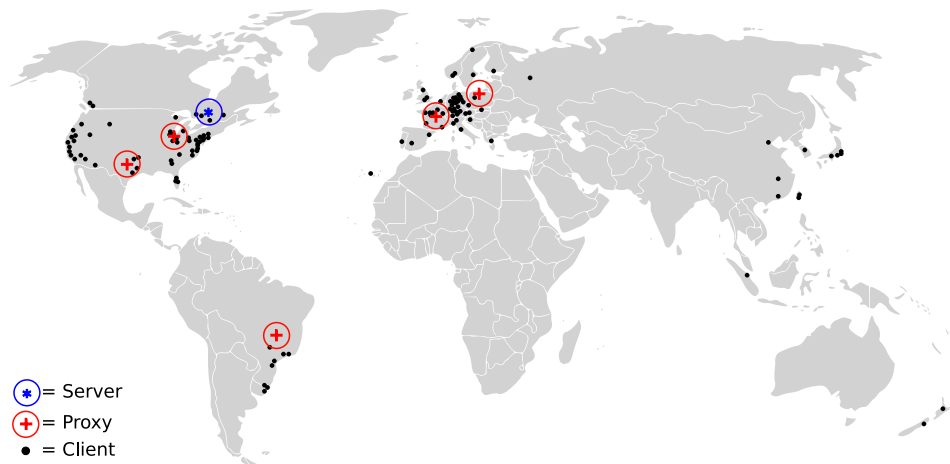 = Server
= Proxy
= Client